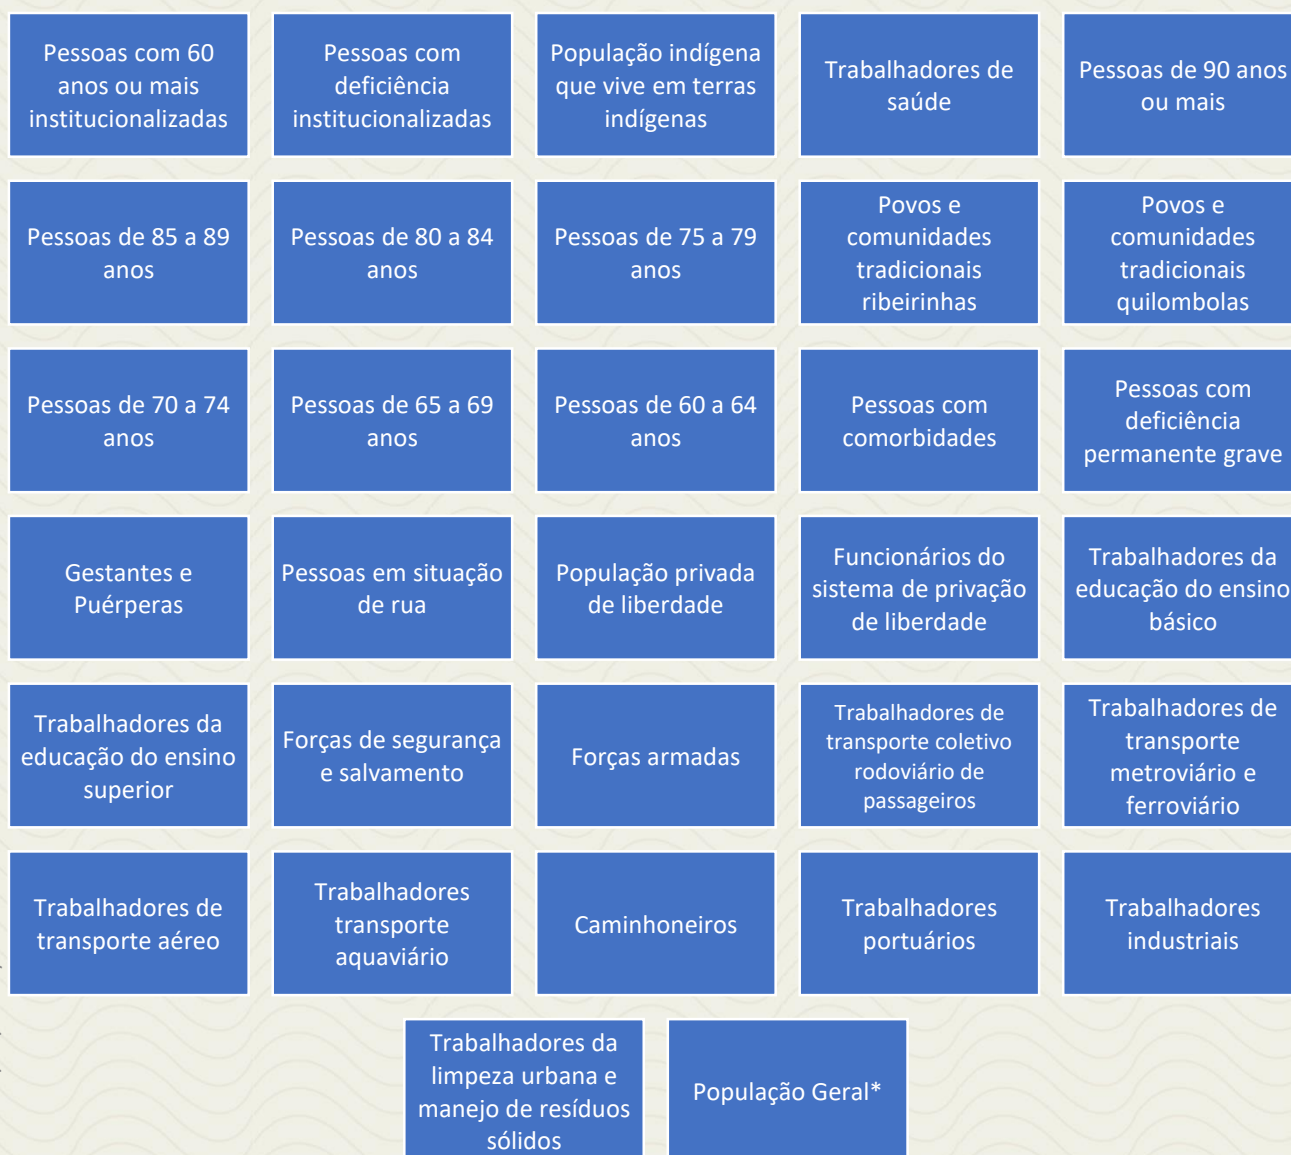 Pessoas com 60
anos ou mais
institucionalizadas
Pessoas com
deficiência
institucionalizadas
População indígena
que vive em terras
indígenas
Trabalhadores de
saúde
Pessoas de 90 anos
ou mais
Pessoas de 85 a 89
anos
Pessoas de 80 a 84
anos
Pessoas de 75 a 79
anos
Povos e
comunidades
tradicionais
ribeirinhas
Povos e
comunidades
tradicionais
quilombolas
Pessoas de 70 a 74
anos
Pessoas de 65 a 69
anos
Pessoas de 60 a 64
anos
Pessoas com
comorbidades
Pessoas com
deficiência
permanente grave
Gestantes e
Puérperas
Pessoas em situação
de rua
População privada
de liberdade
Funcionários do
sistema de privação
de liberdade
Trabalhadores da
educação do ensino
básico
Trabalhadores da
educação do ensino
superior
Forças de segurança
e salvamento
Forças armadas
Trabalhadores de
transporte coletivo
rodoviário de
passageiros
Trabalhadores de
transporte
metroviário e
ferroviário
Trabalhadores de
transporte aéreo
Trabalhadores
transporte
aquaviário
Caminhoneiros
Trabalhadores
portuários
Trabalhadores
industriais
Trabalhadores da
limpeza urbana e
manejo de resíduos
sólidos
População Geral*